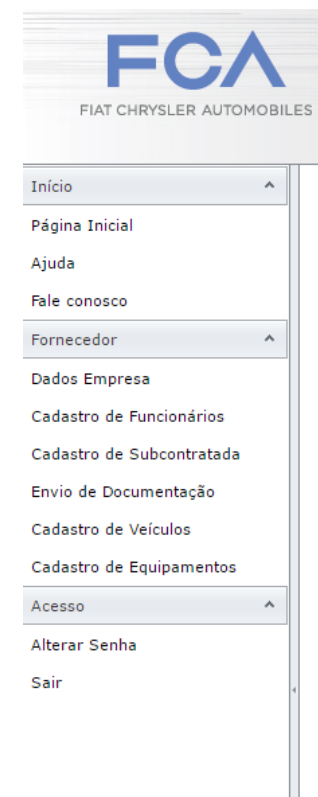 FCA
FIAT CHRYSLER AUTOMOBILES
Início
Página Inicial
Ajuda
Fale conosco
Fornecedor
Dados Empresa
Cadastro de Funcionários
Cadastro de Subcontratada
Envio de Documentação
Cadastro de Veículos
Cadastro de Equipamentos
Acesso
Alterar Senha
Sair